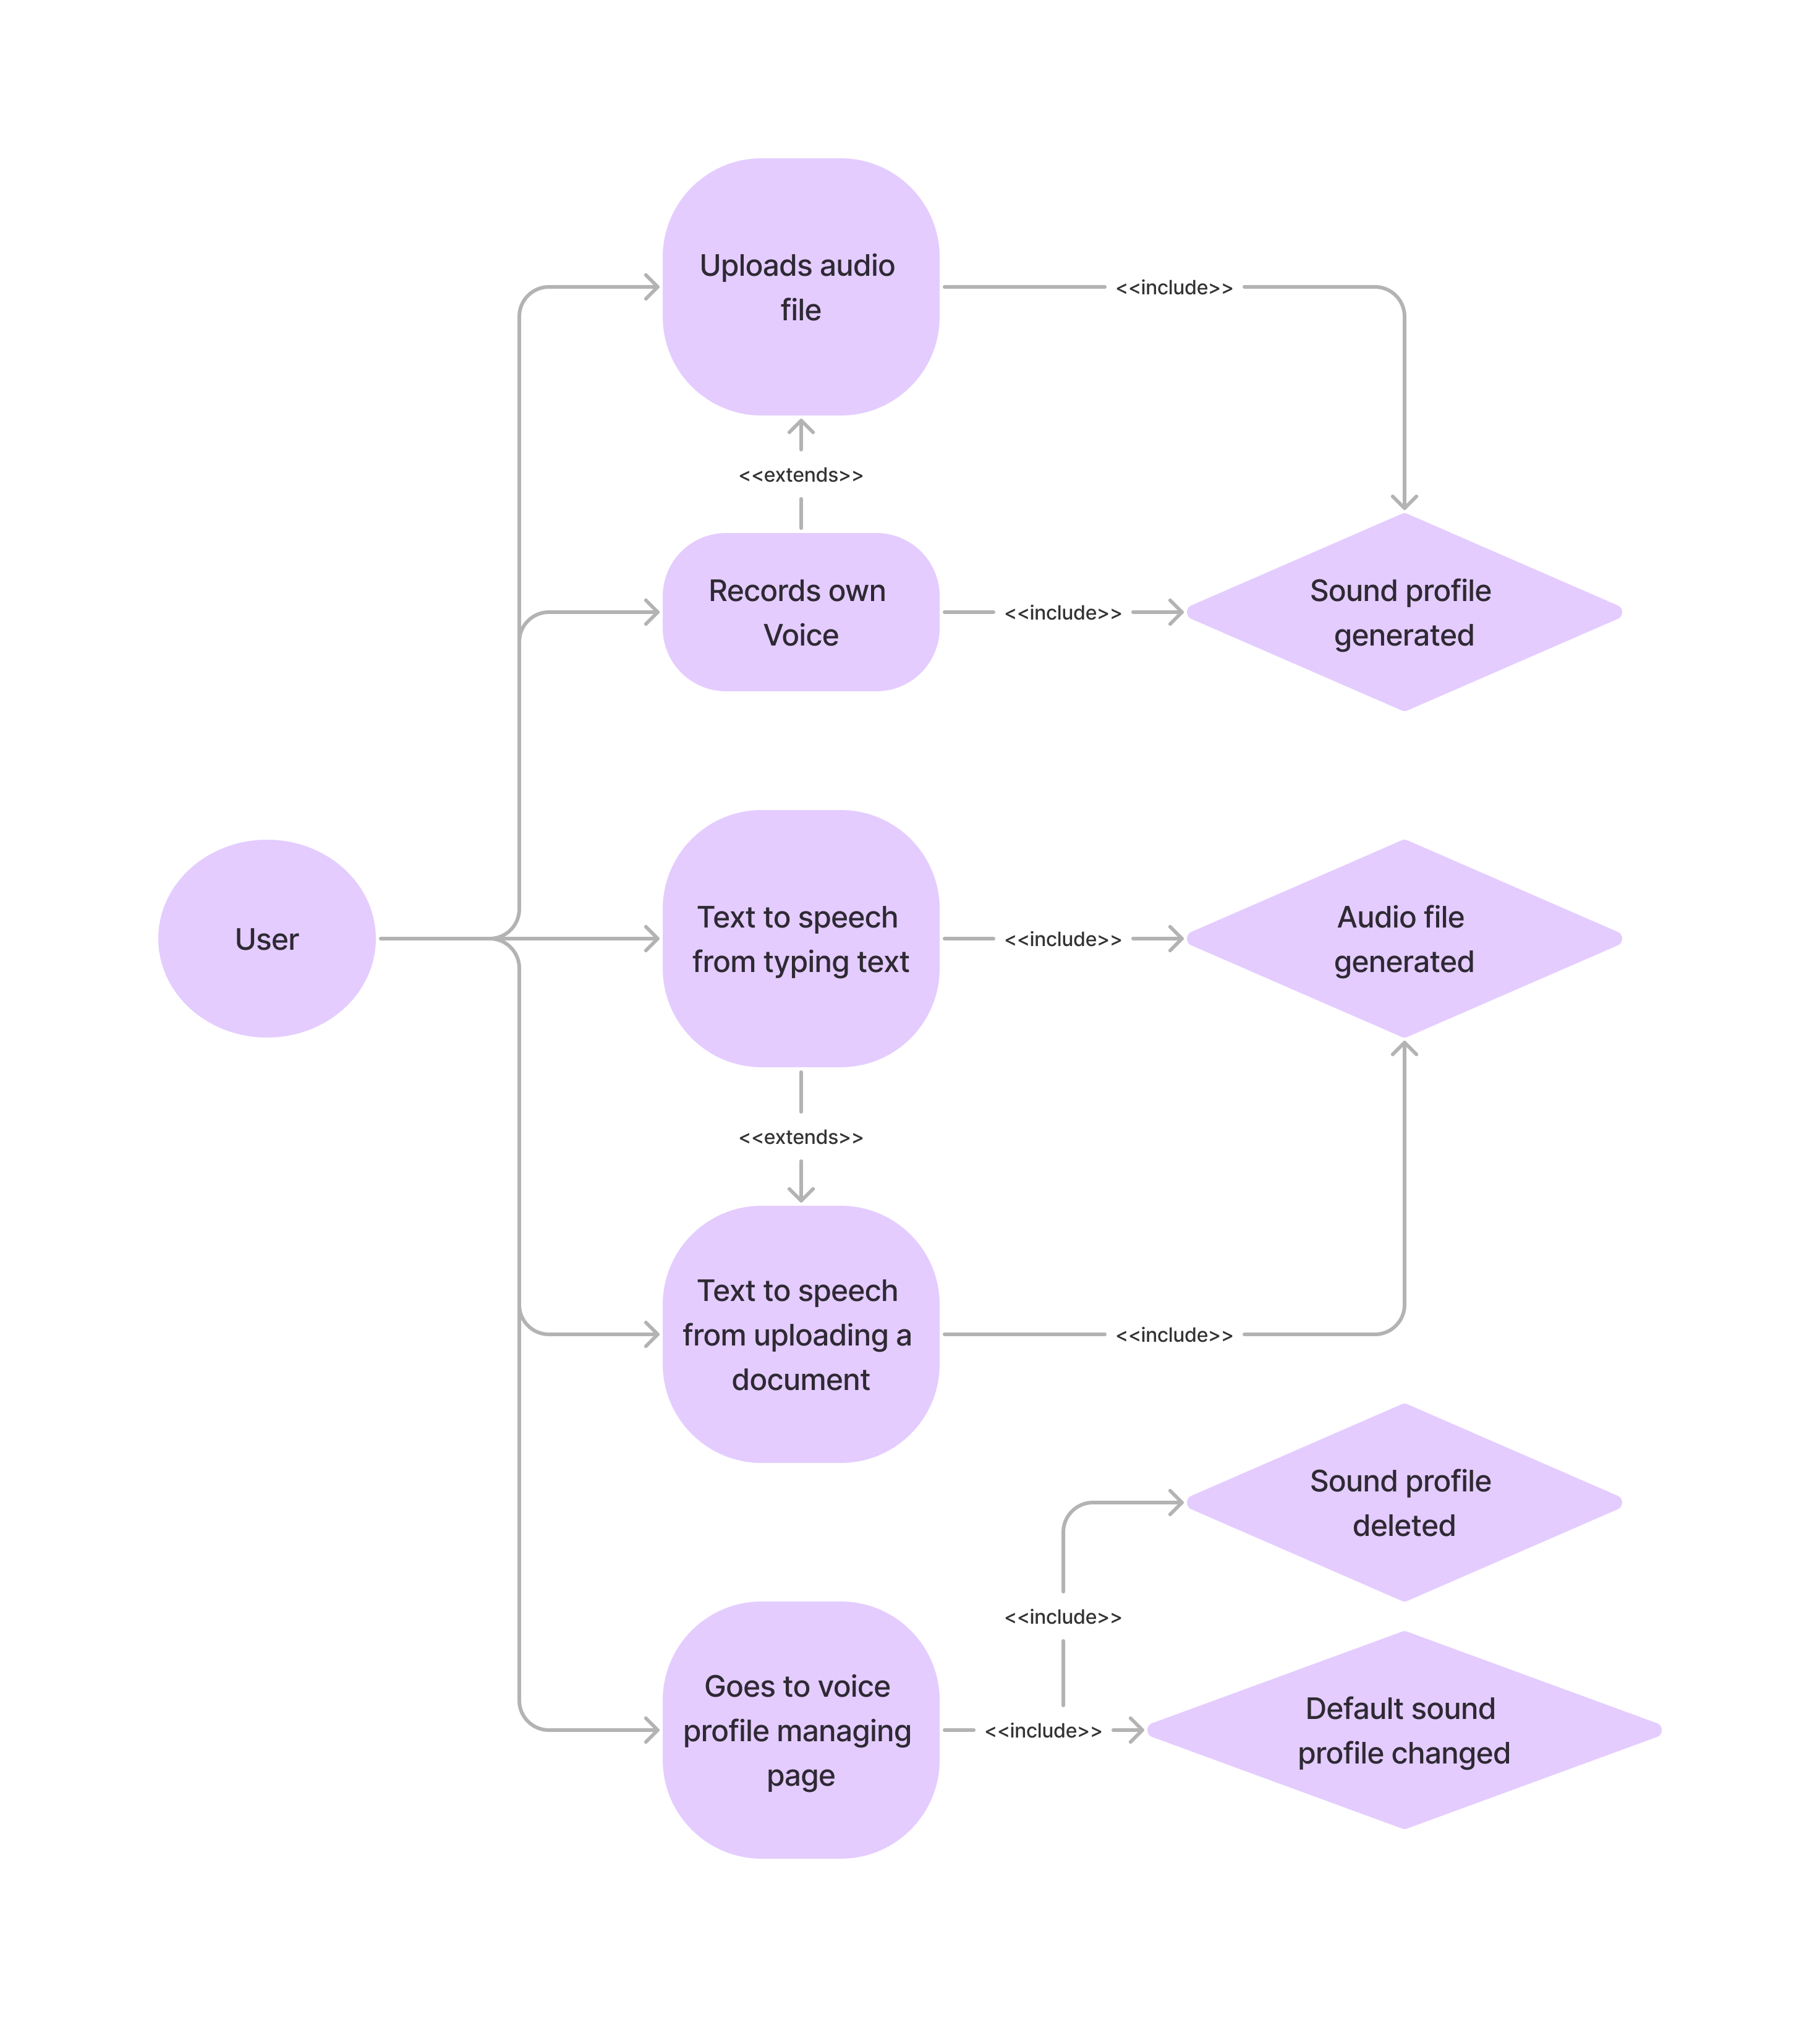 Uploads audio
file
<<include>>
<<extends>>
Records own
Voice
<<include>>
Sound profile
generated
User
Text to speech
from typing text
<<include>>
Audio file
generated
<<extends>>
Text to speech
from uploading a
document
<<include>>
Sound profile
deleted
<<include>>
Goes to voice
profile managing
page
<<include>>
Default sound
profile changed